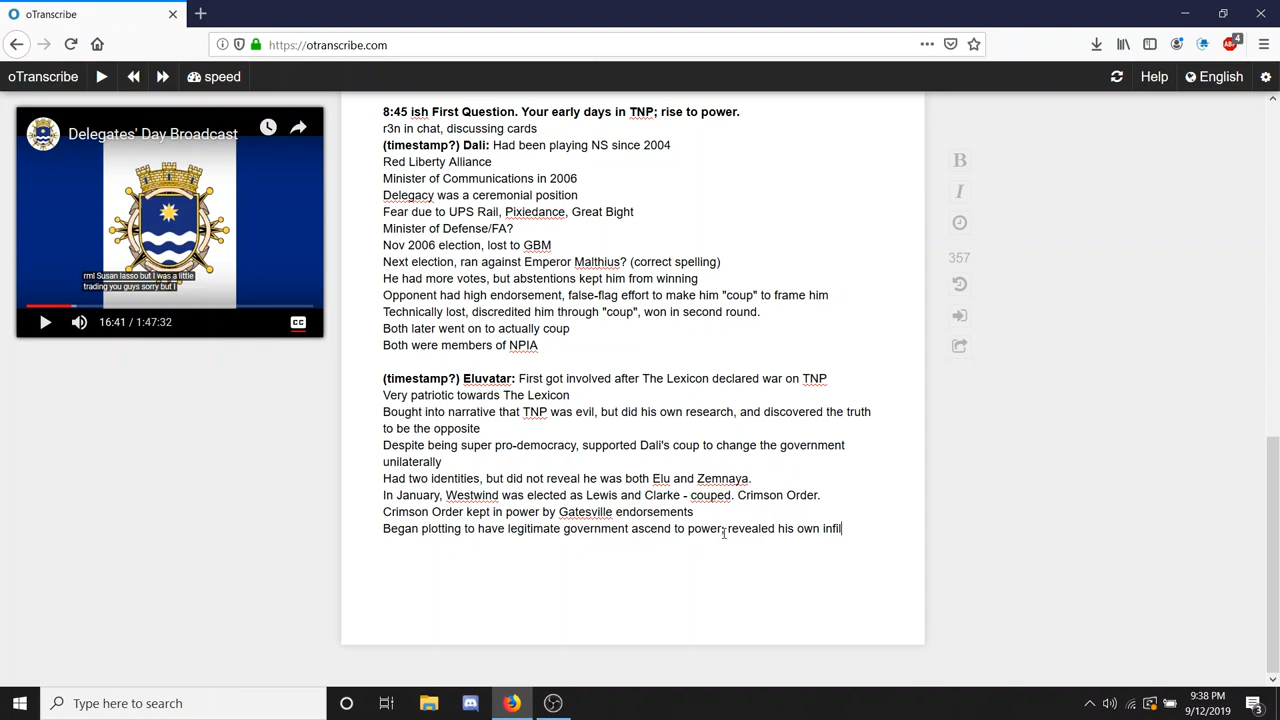 oTranscribe
https://otranscribe.com
4
oTranscribe
speed
Help
English
Delegates' Day Broadcast
rml Susan lasso but I was a little
trading you guys sorry but I
16:41 / 1:47:32
CC
8:45 ish First Question. Your early days in TNP; rise to power.
r3n in chat, discussing cards
(timestamp?) Dali: Had been playing NS since 2004
Red Liberty Alliance
Minister of Communications in 2006
Delegacy was a ceremonial position
Fear due to UPS Rail, Pixiedance, Great Bight
Minister of Defense/FA?
Nov 2006 election, lost to GBM
Next election, ran against Emperor Malthius? (correct spelling)
He had more votes, but abstentions kept him from winning
Opponent had high endorsement, false-flag effort to make him "coup" to frame him
Technically lost, discredited him through "coup", won in second round.
Both later went on to actually coup
Both were members of NPIA
(timestamp?) Eluvatar: First got involved after The Lexicon declared war on TNP
Very patriotic towards The Lexicon
Bought into narrative that TNP was evil, but did his own research, and discovered the truth
to be the opposite
Despite being super pro-democracy, supported Dali's coup to change the government
unilaterally
Had two identities, but did not reveal he was both Elu and Zemnaya.
In January, Westwind was elected as Lewis and Clarke - couped. Crimson Order.
Crimson Order kept in power by Gatesville endorsements
Began plotting to have legitimate government ascend to power; revealed his own infil
B
I
357
Type here to search
9:38 PM
9/12/2019
3